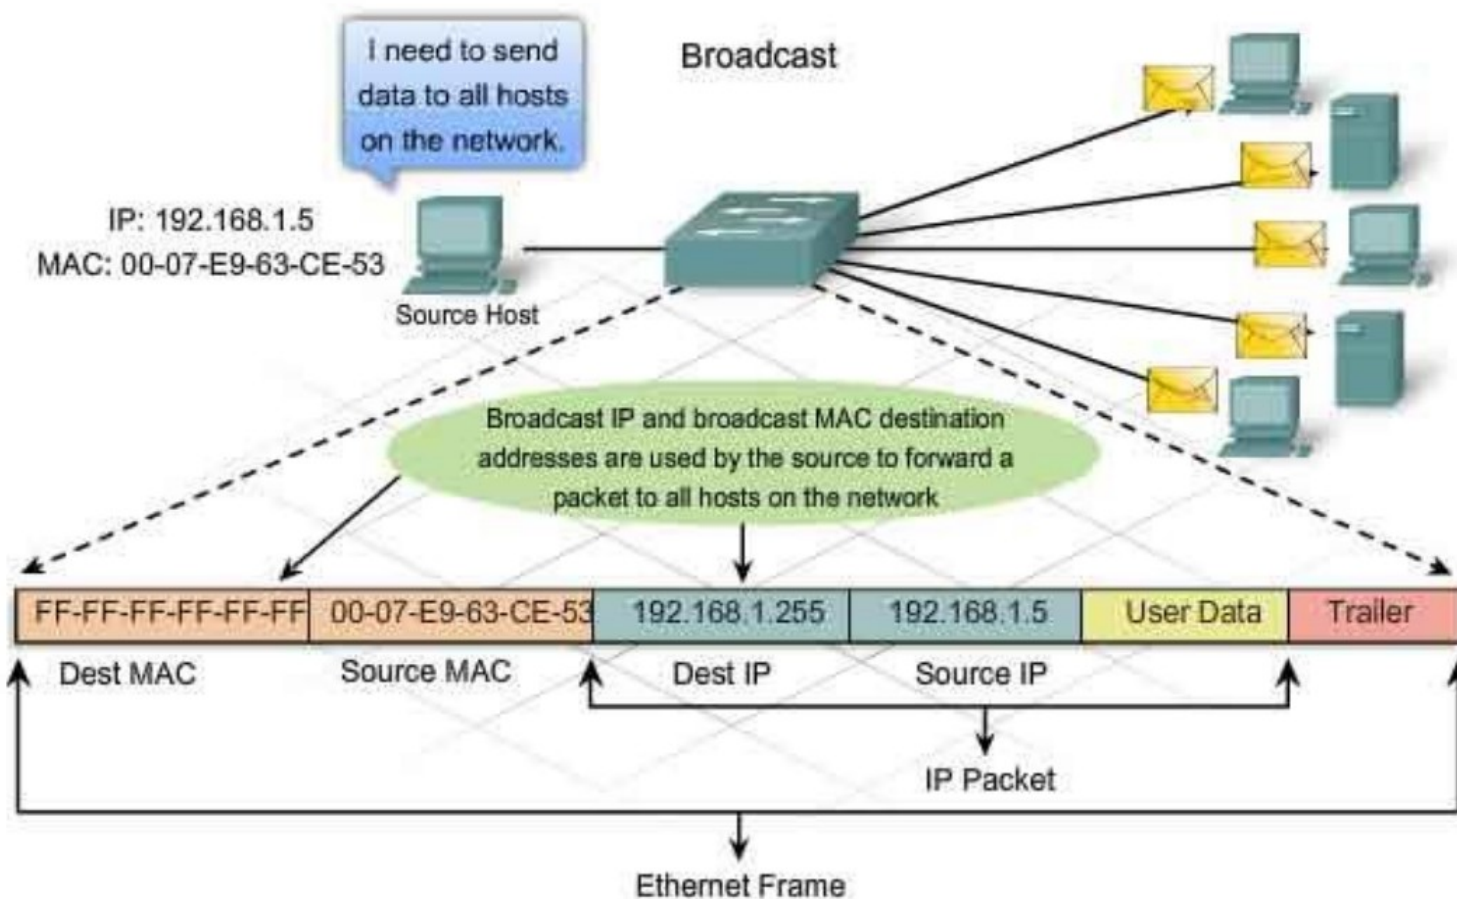 Broadcast
I need to send
data to all hosts
on the network.
IP: 192.168.1.5
MAC: 00-07-E9-63-CE-53
Source Host
Broadcast IP and broadcast MAC destination
addresses are used by the source to forward a
packet to all hosts on the network
FF-FF-FF-FF-FF-FF 00-07-E9-63-CE-53 192.168.1.255 192.168.1.5 User Data Trailer
Dest MAC Source MAC Dest IP Source IP
IP Packet
Ethernet Frame